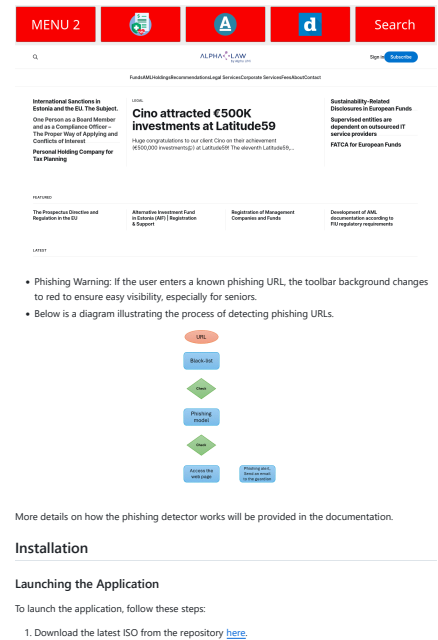 MENU 2
Search
ALPHA LAW
Sign in
Subscribe
Funds AML Holdings Recommendations Legal Services Corporate Services Fees About Contact
International Sanctions in
Estonia and the EU. The Subject.
One Person as a Board Member
and as a Compliance Officer –
The Proper Way of Applying and
Conflicts of Interest
Personal Holding Company for
Tax Planning
LEGAL
Cino attracted €500K
investments at Latitude59
Huge congratulations to our client Cino on their achievement
at Latitude59! The eleventh Latitude59,...
Sustainability-Related
Disclosures in European Funds
Supervised entities are
dependent on outsourced IT
service providers
FATCA for European Funds
FEATURED
The Prospectus Directive and
Regulation in the EU
Alternative Investment Fund
in Estonia (AIF) | Registration
& Support
Registration of Management
Companies and Funds
Development of AML
documentation according to
FIU regulatory requirements
LATEST
• Phishing Warning: If the user enters a known phishing URL, the toolbar background changes
to red to ensure easy visibility, especially for seniors.
• Below is a diagram illustrating the process of detecting phishing URLs.
URL
Black-list
Check
Phishing
model
Check
Access the
web page
Phishing alert,
Send an email
to the guardian
More details on how the phishing detector works will be provided in the documentation.
Installation
Launching the Application
To launch the application, follow these steps:
1. Download the latest ISO from the repository here.